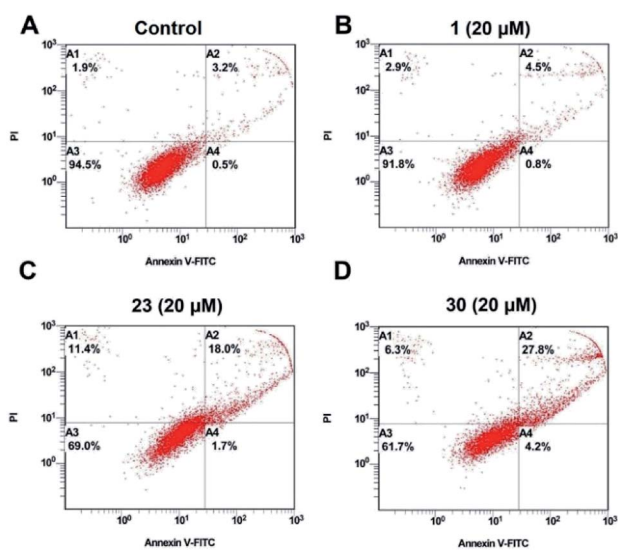 A
Control
10³
10²
10¹
10⁰
PI
A1
1.9%
A2
3.2%
A3
94.5%
A4
0.5%
10⁰ 10¹ 10² 10³
Annexin V-FITC
B
1 (20 µM)
10³
10²
10¹
10⁰
PI
A1
2.9%
A2
4.5%
A3
91.8%
A4
0.8%
10⁰ 10¹ 10² 10³
Annexin V-FITC
C
23 (20 µM)
10³
10²
10¹
10⁰
PI
A1
11.4%
A2
18.0%
A3
69.0%
A4
1.7%
10⁰ 10¹ 10² 10³
Annexin V-FITC
D
30 (20 µM)
10³
10²
10¹
10⁰
PI
A1
6.3%
A2
27.8%
A3
61.7%
A4
4.2%
10⁰ 10¹ 10² 10³
Annexin V-FITC